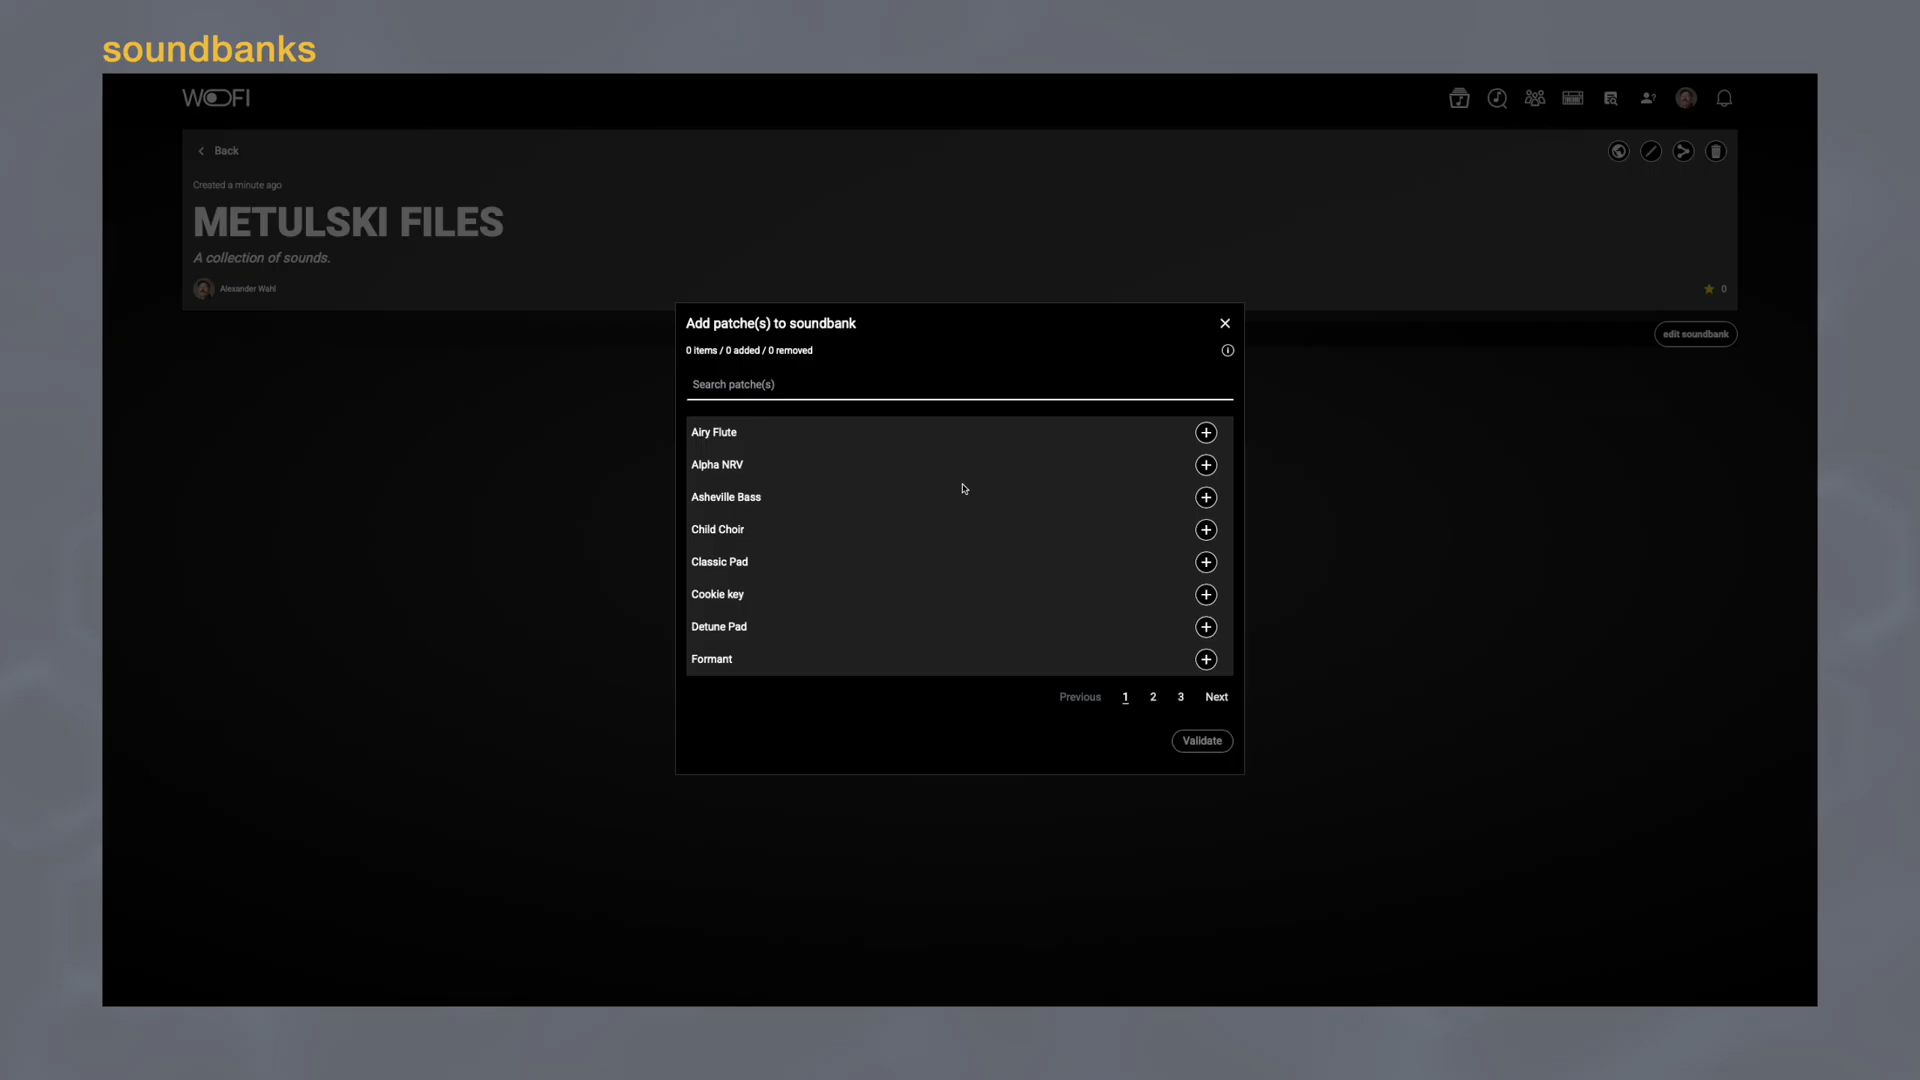 soundbanks
WOOFI
Back
Created a minute ago
METULSKI FILES
A collection of sounds.
Alexander Wahl
0
edit soundbank
Add patche(s) to soundbank
0 items / 0 added / 0 removed
Search patche(s)
Airy Flute
Alpha NRV
Asheville Bass
Child Choir
Classic Pad
Cookie key
Detune Pad
Formant
Previous 1 2 3 Next
Validate